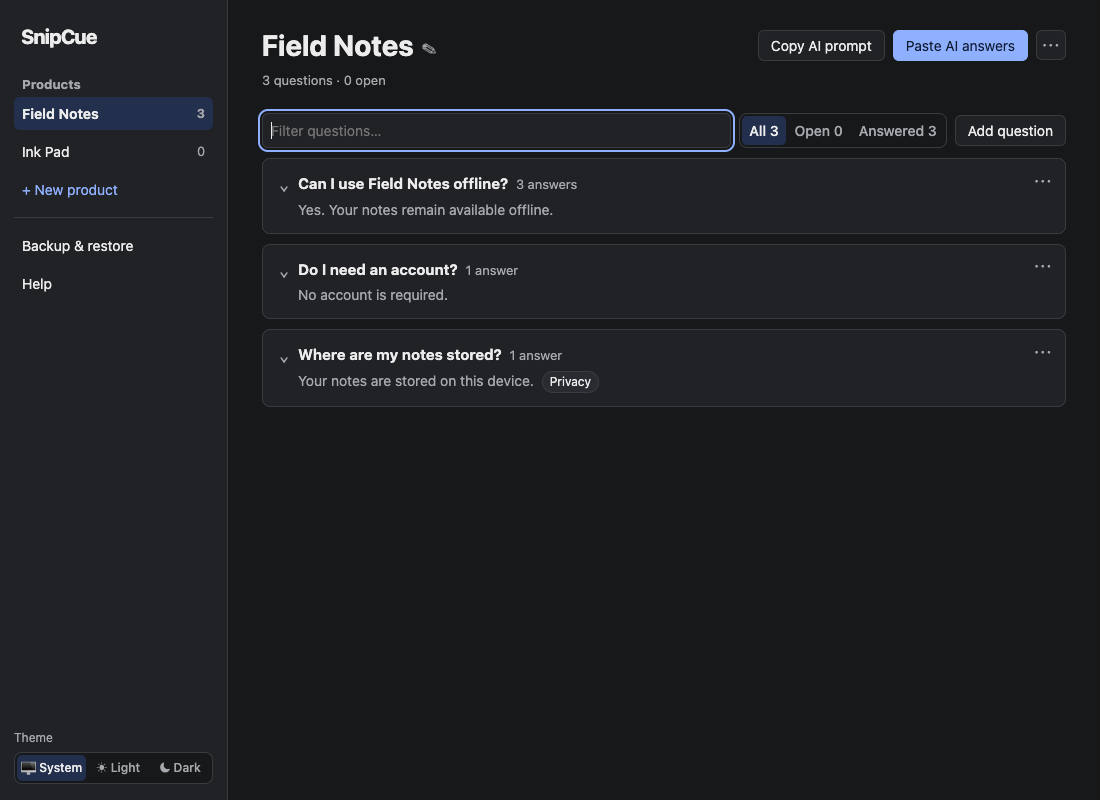 SnipCue
Products
Field Notes 3
Ink Pad 0
+ New product
Backup & restore
Help
Theme
System Light Dark
Field Notes
Copy AI prompt Paste AI answers ...
3 questions · 0 open
Filter questions...
All 3 Open 0 Answered 3 Add question
Can I use Field Notes offline? 3 answers
Yes. Your notes remain available offline.
Do I need an account? 1 answer
No account is required.
Where are my notes stored? 1 answer
Your notes are stored on this device. Privacy